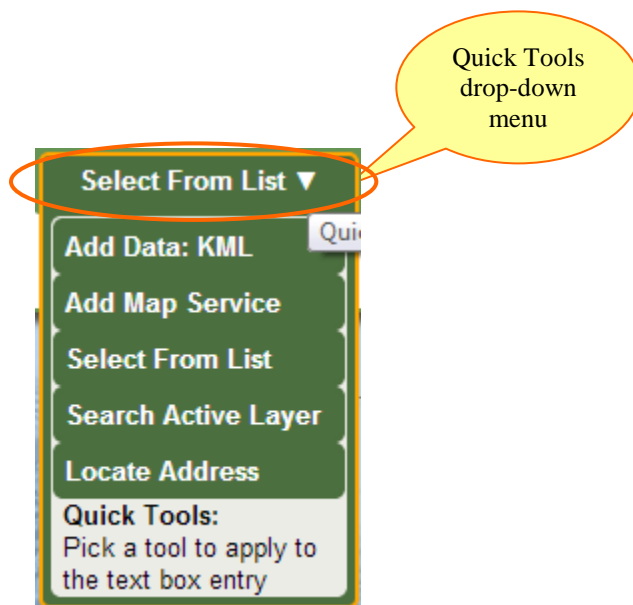 Quick Tools
drop-down
menu
Select From List ▼
Add Data: KML
Add Map Service
Select From List
Search Active Layer
Locate Address
Quick Tools:
Pick a tool to apply to
the text box entry